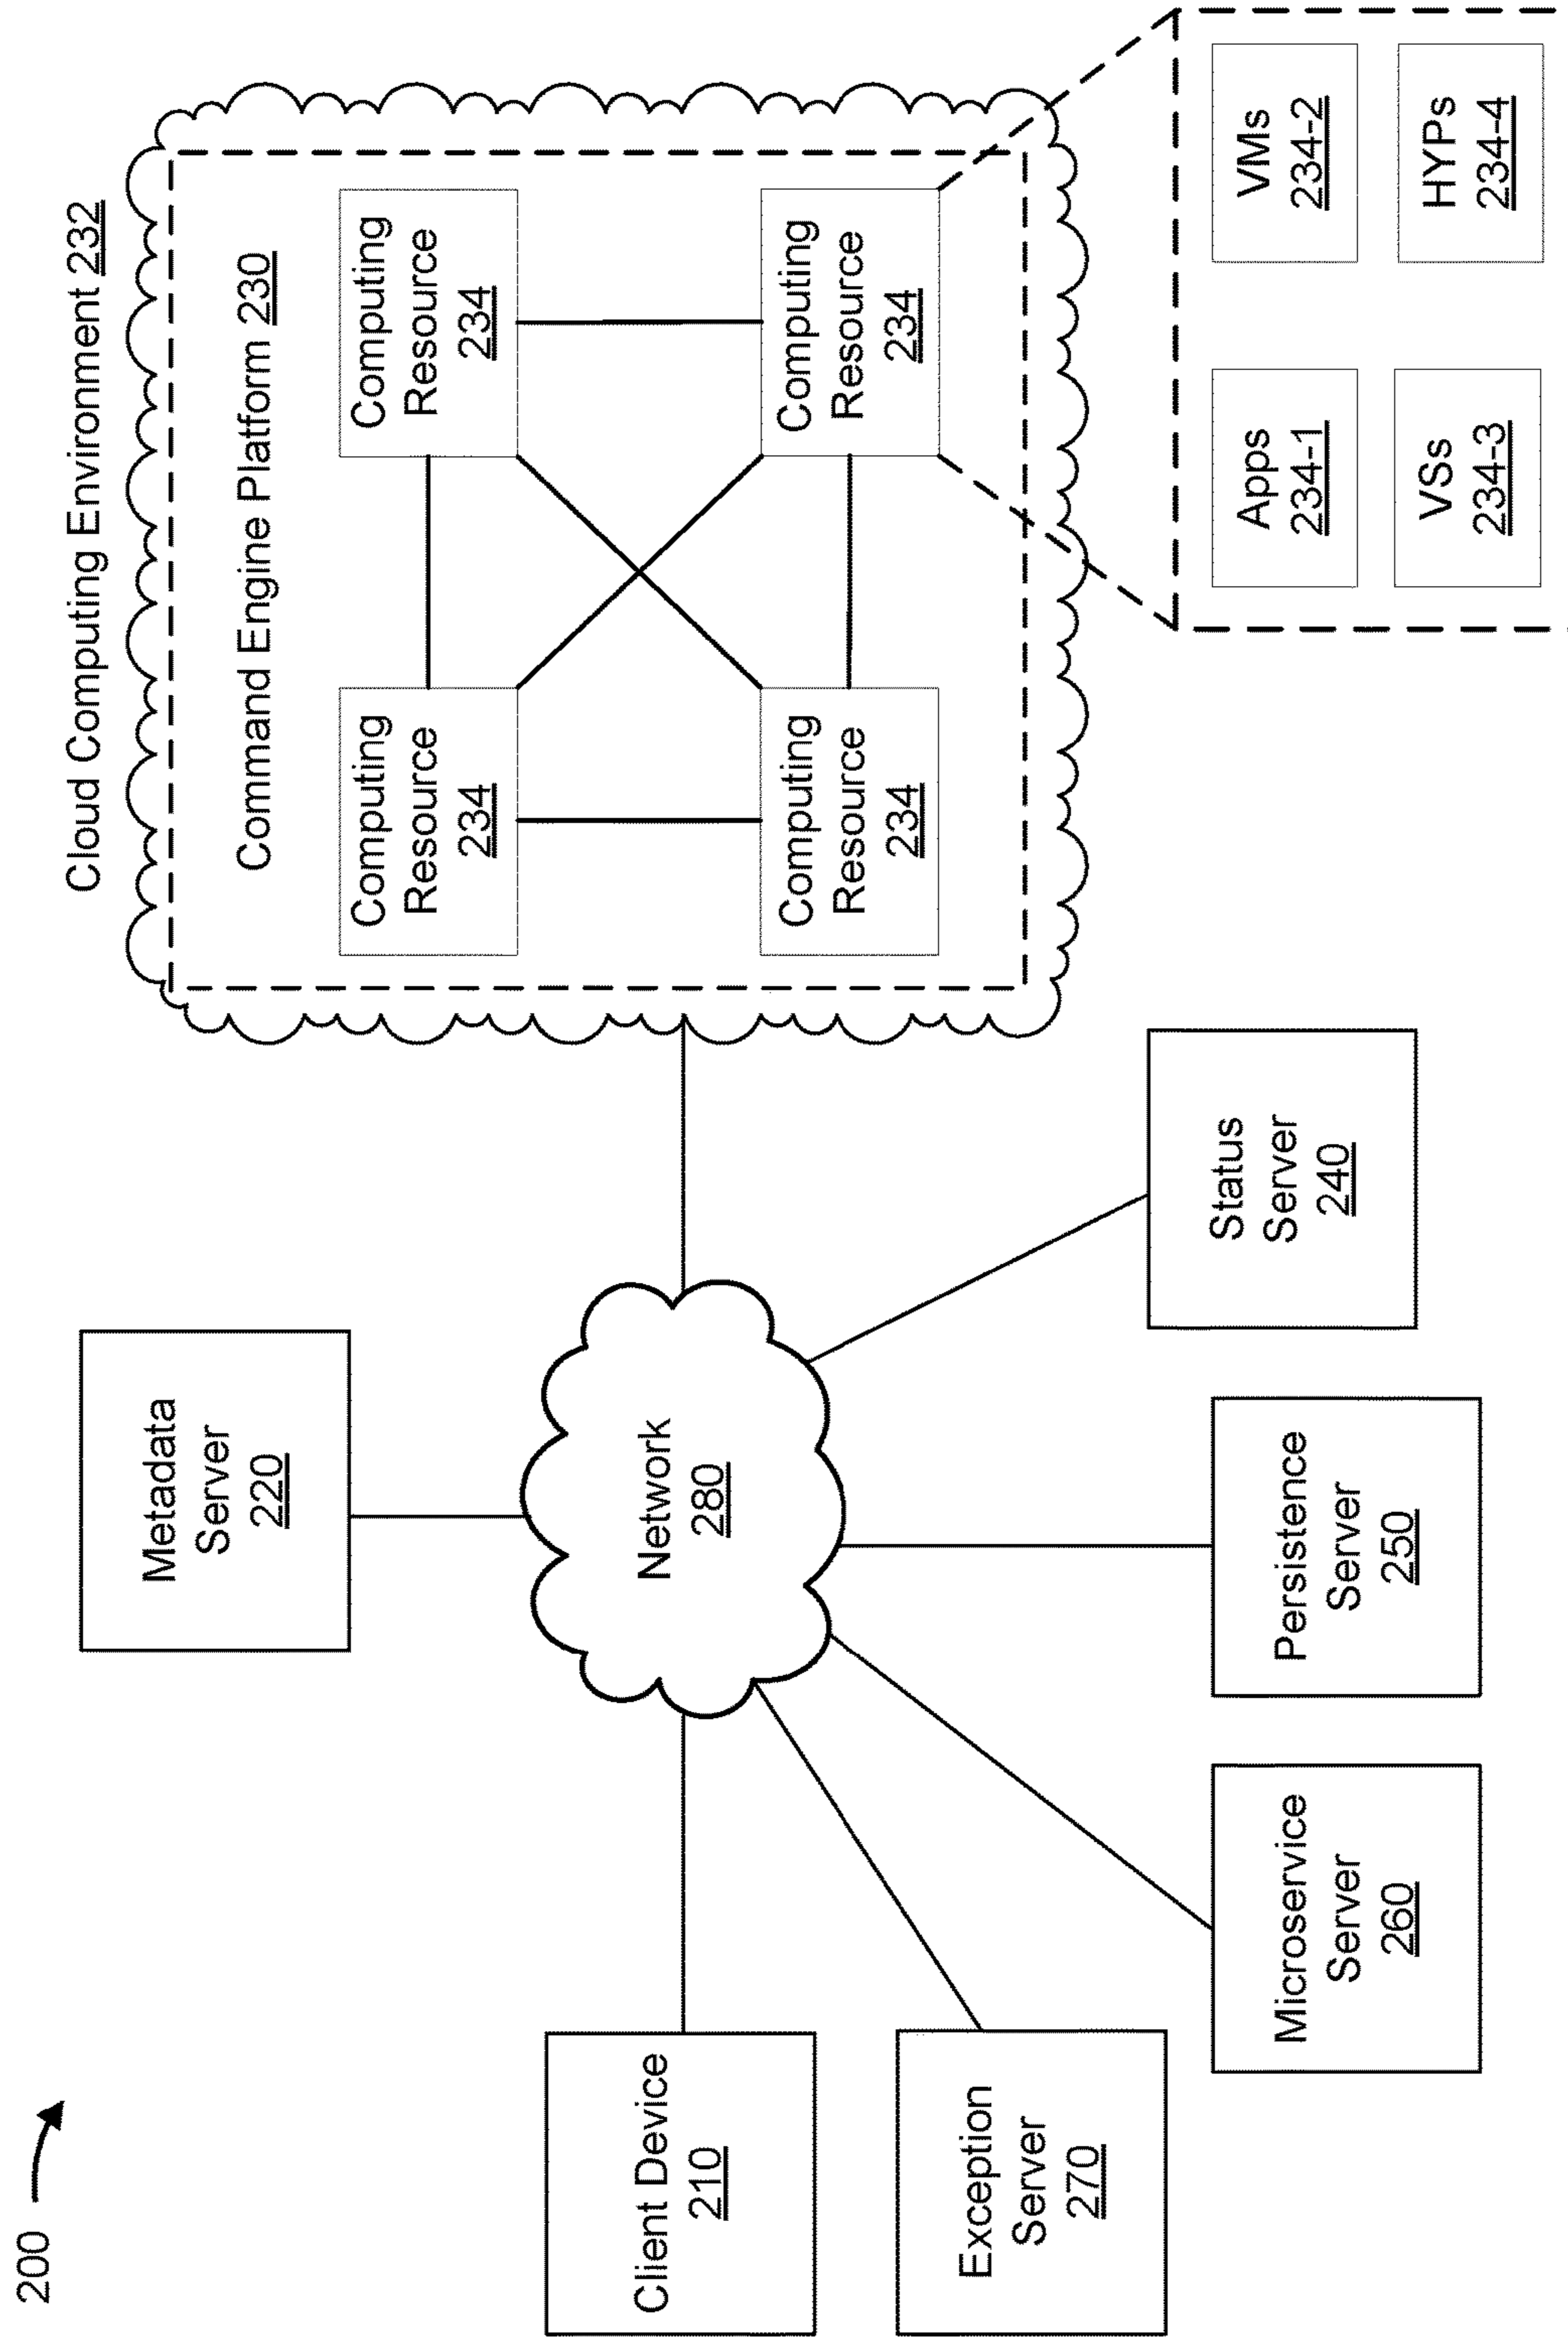 200
Cloud Computing Environment 232
Command Engine Platform 230
Computing
Resource
234
Computing
Resource
234
Computing
Resource
234
Computing
Resource
234
Apps
234-1
VMs
234-2
VSs
234-3
HYPs
234-4
Metadata
Server
220
Network
280
Client Device
210
Exception
Server
270
Microservice
Server
260
Persistence
Server
250
Status
Server
240